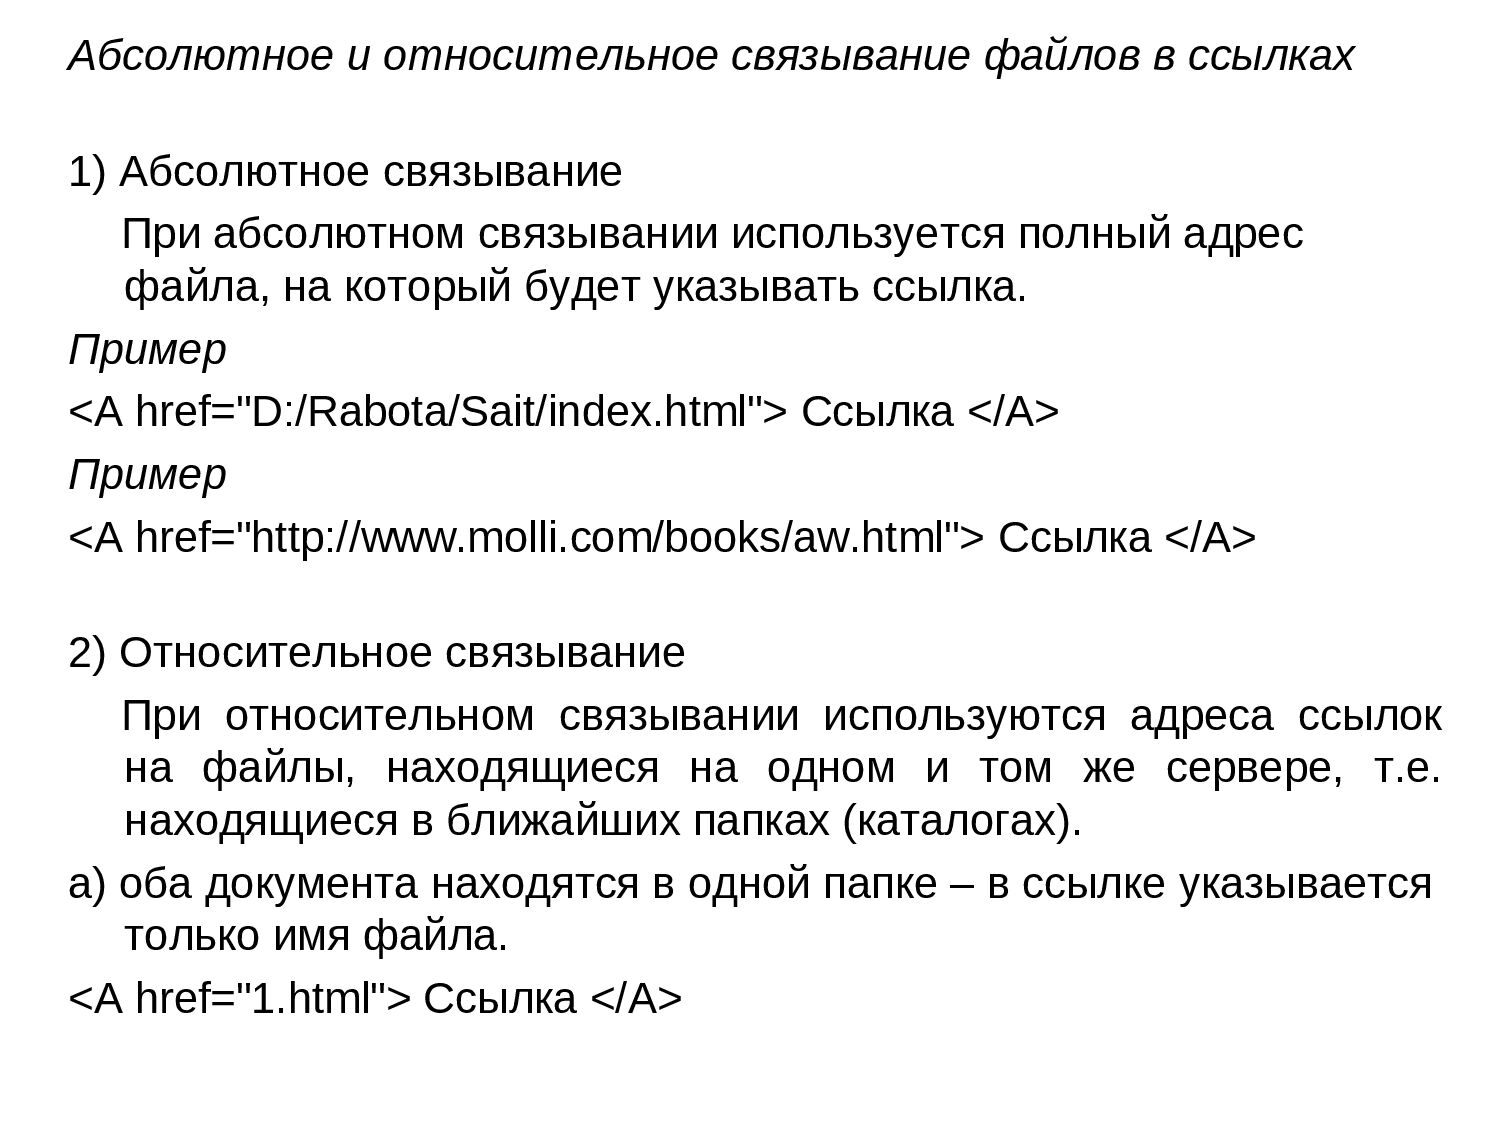 Абсолютное и относительное связывание файлов в ссылках
1) Абсолютное связывание
При абсолютном связывании используется полный адрес
файла, на который будет указывать ссылка.
Пример
<A href="D:/Rabota/Sait/index.html"> Ссылка </A>
Пример
<A href="http://www.molli.com/books/aw.html"> Ссылка </A>
2) Относительное связывание
При относительном связывании используются адреса ссылок
на файлы, находящиеся на одном и том же сервере, т.е.
находящиеся в ближайших папках (каталогах).
а) оба документа находятся в одной папке – в ссылке указывается
только имя файла.
<A href="1.html"> Ссылка </A>